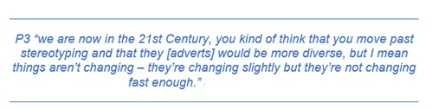 P3 “we are now in the 21st Century, you kind of think that you move past
stereotyping and that they [adverts] would be more diverse, but I mean
things aren’t changing – they’re changing slightly but they’re not changing
fast enough.”